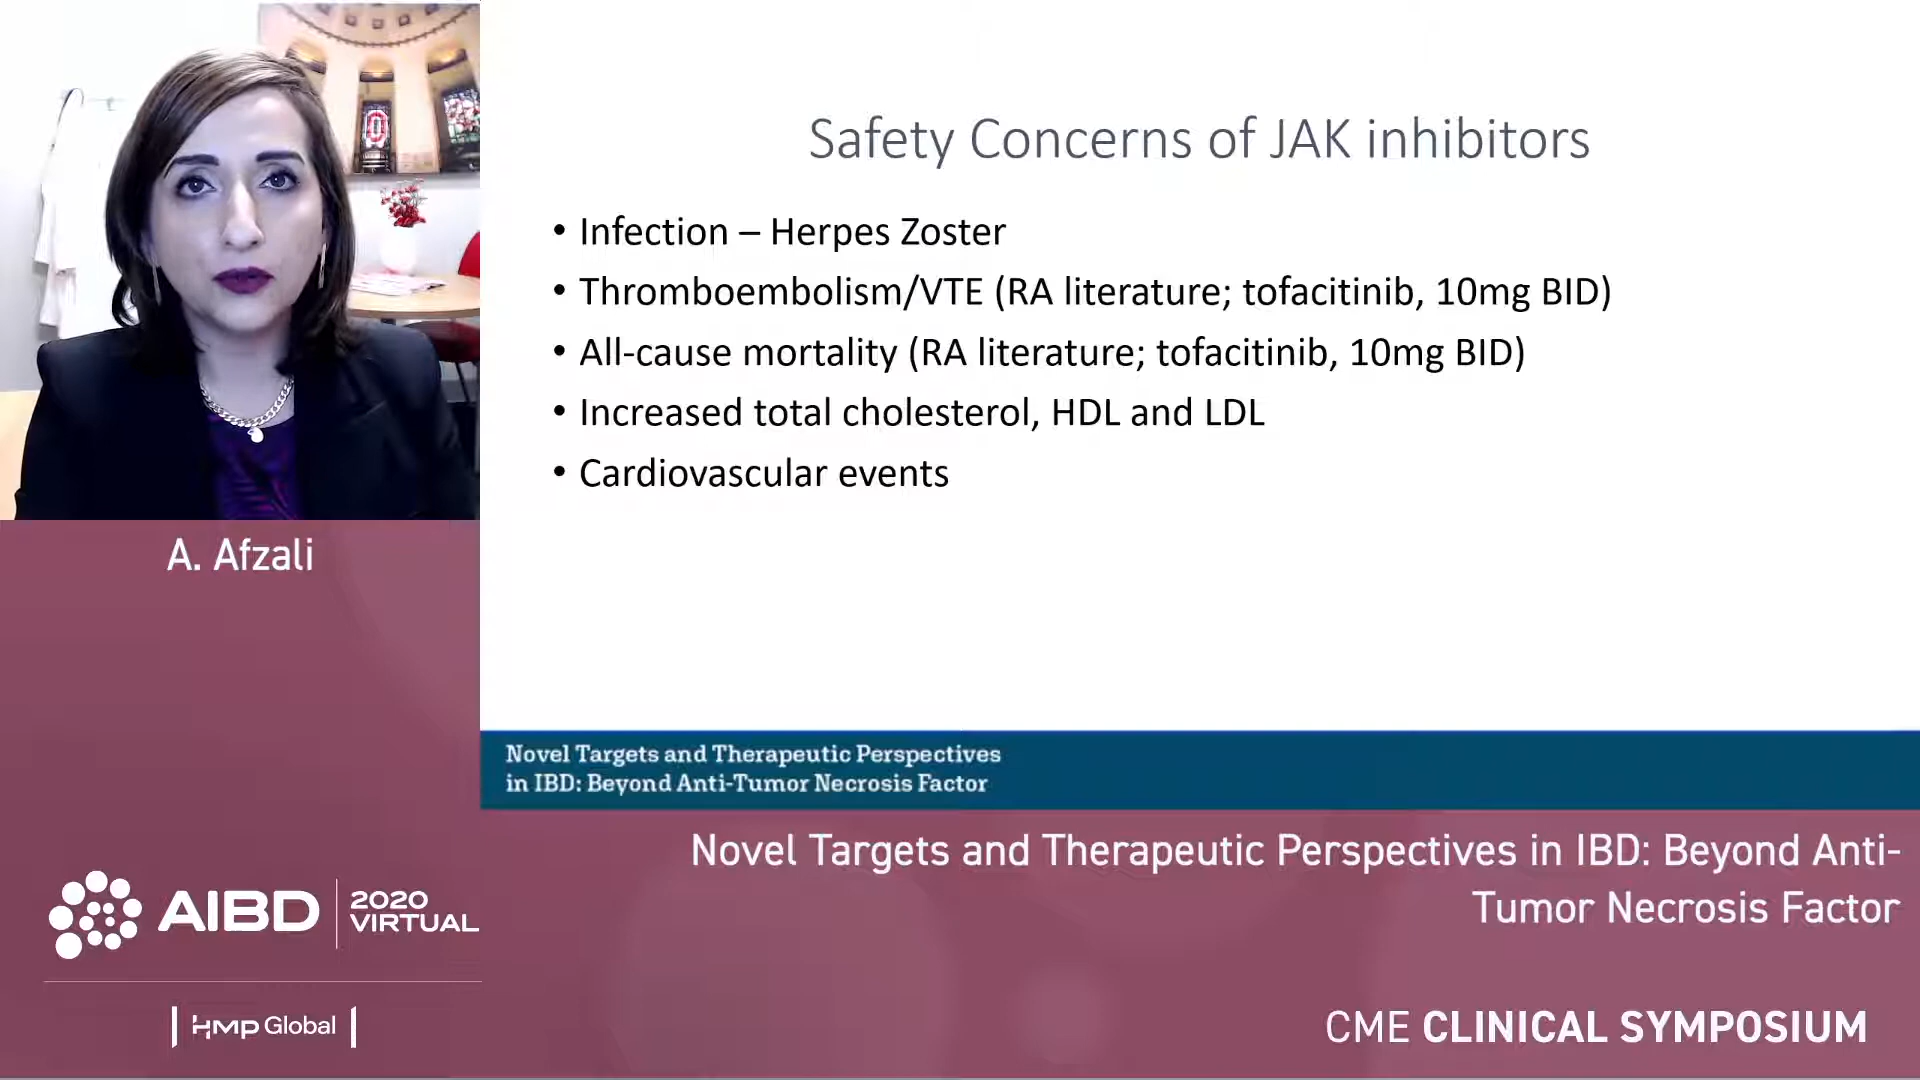 Safety Concerns of JAK inhibitors
• Infection – Herpes Zoster
• Thromboembolism/VTE (RA literature; tofacitinib, 10mg BID)
• All-cause mortality (RA literature; tofacitinib, 10mg BID)
• Increased total cholesterol, HDL and LDL
• Cardiovascular events
A. Afzali
Novel Targets and Therapeutic Perspectives
in IBD: Beyond Anti-Tumor Necrosis Factor
Novel Targets and Therapeutic Perspectives in IBD: Beyond Anti-
Tumor Necrosis Factor
AIBD
2020
VIRTUAL
HMP Global
CME CLINICAL SYMPOSIUM